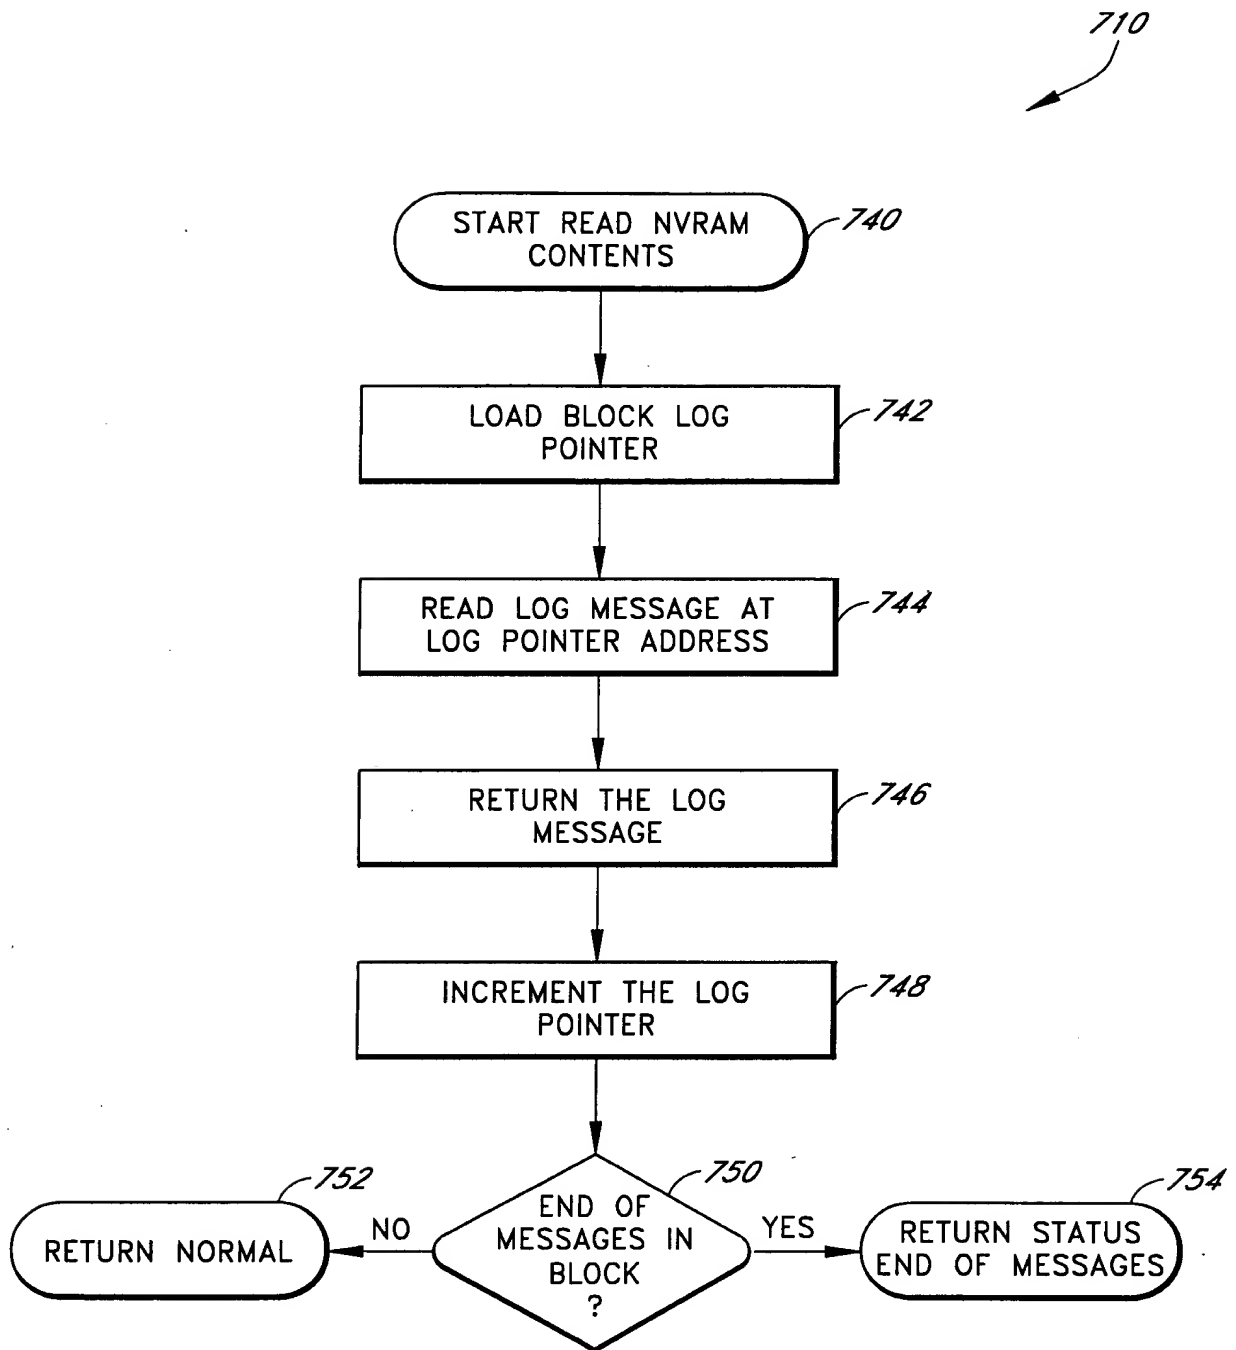 710
START READ NVRAM
CONTENTS
740
LOAD BLOCK LOG
POINTER
742
READ LOG MESSAGE AT
LOG POINTER ADDRESS
744
RETURN THE LOG
MESSAGE
746
INCREMENT THE LOG
POINTER
748
752
RETURN NORMAL
NO
750
END OF
MESSAGES IN
BLOCK
?
YES
754
RETURN STATUS
END OF MESSAGES